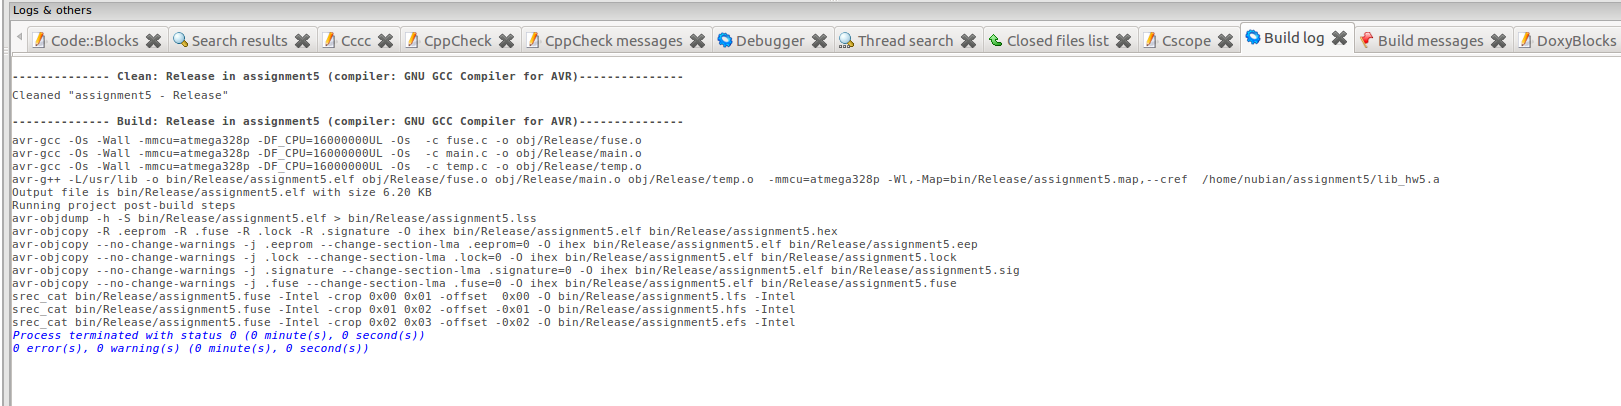 Logs & others
Code::Blocks Search results Cccc CppCheck CppCheck messages Debugger Thread search Closed files list Cscope Build log Build messages DoxyBlocks
-------------- Clean: Release in assignment5 (compiler: GNU GCC Compiler for AVR)---------------
Cleaned "assignment5 - Release"
-------------- Build: Release in assignment5 (compiler: GNU GCC Compiler for AVR)---------------
avr-gcc -Os -Wall -mmcu=atmega328p -DF_CPU=16000000UL -Os  -c fuse.c -o obj/Release/fuse.o
avr-gcc -Os -Wall -mmcu=atmega328p -DF_CPU=16000000UL -Os  -c main.c -o obj/Release/main.o
avr-gcc -Os -Wall -mmcu=atmega328p -DF_CPU=16000000UL -Os  -c temp.c -o obj/Release/temp.o
avr-g++ -L/usr/lib -o bin/Release/assignment5.elf obj/Release/fuse.o obj/Release/main.o obj/Release/temp.o  -mmcu=atmega328p -Wl,-Map=bin/Release/assignment5.map,--cref  /home/nubian/assignment5/lib_hw5.a
Output file is bin/Release/assignment5.elf with size 6.20 KB
Running project post-build steps
avr-objdump -h -S bin/Release/assignment5.elf > bin/Release/assignment5.lss
avr-objcopy -R .eeprom -R .fuse -R .lock -R .signature -O ihex bin/Release/assignment5.elf bin/Release/assignment5.hex
avr-objcopy --no-change-warnings -j .eeprom --change-section-lma .eeprom=0 -O ihex bin/Release/assignment5.elf bin/Release/assignment5.eep
avr-objcopy --no-change-warnings -j .lock --change-section-lma .lock=0 -O ihex bin/Release/assignment5.elf bin/Release/assignment5.lock
avr-objcopy --no-change-warnings -j .signature --change-section-lma .signature=0 -O ihex bin/Release/assignment5.elf bin/Release/assignment5.sig
avr-objcopy --no-change-warnings -j .fuse --change-section-lma .fuse=0 -O ihex bin/Release/assignment5.elf bin/Release/assignment5.fuse
srec_cat bin/Release/assignment5.fuse -Intel -crop 0x00 0x01 -offset  0x00 -O bin/Release/assignment5.lfs -Intel
srec_cat bin/Release/assignment5.fuse -Intel -crop 0x01 0x02 -offset -0x01 -O bin/Release/assignment5.hfs -Intel
srec_cat bin/Release/assignment5.fuse -Intel -crop 0x02 0x03 -offset -0x02 -O bin/Release/assignment5.efs -Intel
Process terminated with status 0 (0 minute(s), 0 second(s))
0 error(s), 0 warning(s) (0 minute(s), 0 second(s))